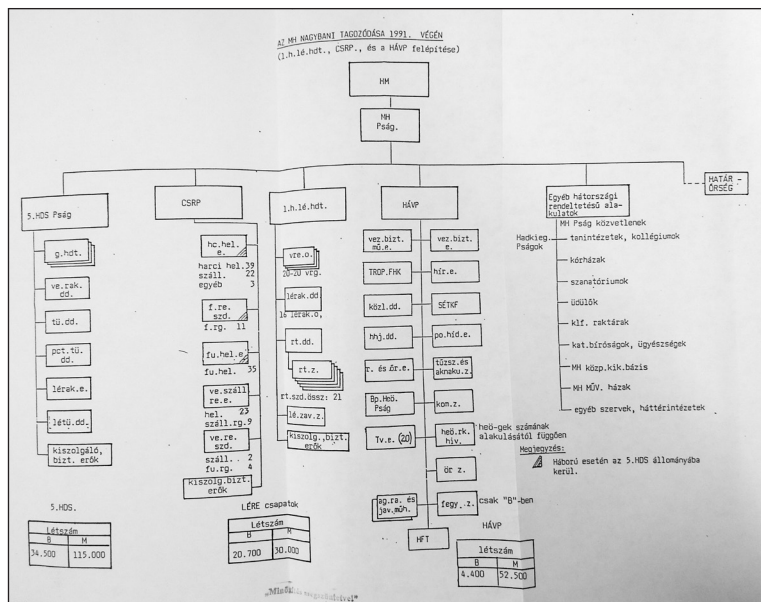 AZ MH NAGYBANI TAGOZÓDÁSA 1991. VÉGÉN
(1.h.lé.hdt., CSRP., és a HÁVP felépítése)
HM
MH
Pság.
5.HDS Pság
g.hdt.
ve.rak.
dd.
tü.dd.
pct.tü.
dd.
lérak.e.
létü.dd.
kiszolgáló,
bizt. erők
CSRP
hc.hel.
e.
harci hel.39
száll. 22
egyéb 3
f.re.
szd.
f.rg. 11
fu.hel.e
fu.hel. 35
ve.száll
re.e.
hel. 23
száll.rg.9
ve.re.
szd.
száll. . 2
fu.rg. 4
kiszolg.bizt.
erők
1.h.lé.hdt.
vre.o.
20-20 vrg.
lérak.dd
16 lérak.o,
rt.dd.
rt.z.
rt.szd.össz: 21
lé.zav.z.
kiszolg.,bizt.
erők
HÁVP
vez.bizt.
mű.e.
vez.bizt.
e.
TROP.FHK
hír.e.
közl.dd.
SÉTKF
hhj.dd.
po.híd.e.
r. és őr.e.
tűzsz.és
aknaku.z.
Bp.Heö.
Pság
kom.z.
Tv.e. (20)
heö.rk.
hiv.
heö-gek számának
alakulásától függően
őr z.
ag.ra. és
jav.műh.
fegy. .z.
csak "B"-ben
HFT
Egyéb hátországi
rendeltetésű ala-
kulatok
MH Pság közvetlenek
Hadkieg.
Pságok
tanintézetek, kollégiumok
kórházak
szanatóriumok
üdülők
klf. raktárak
kat.bíróságok, ügyészségek
MH közp.kik.bázis
MH MŰV. házak
egyéb szervek, háttérintézetek
HATÁR -
ŐRSÉG
Megjegyzés:
Háború esetén az 5.HDS állományába
kerül.
5.HDS.
Létszám
B M
34.500 115.000
LÉRE csapatok
Létszám
B M
20.700 30.000
HÁVP
létszám
B M
4.400 52.500